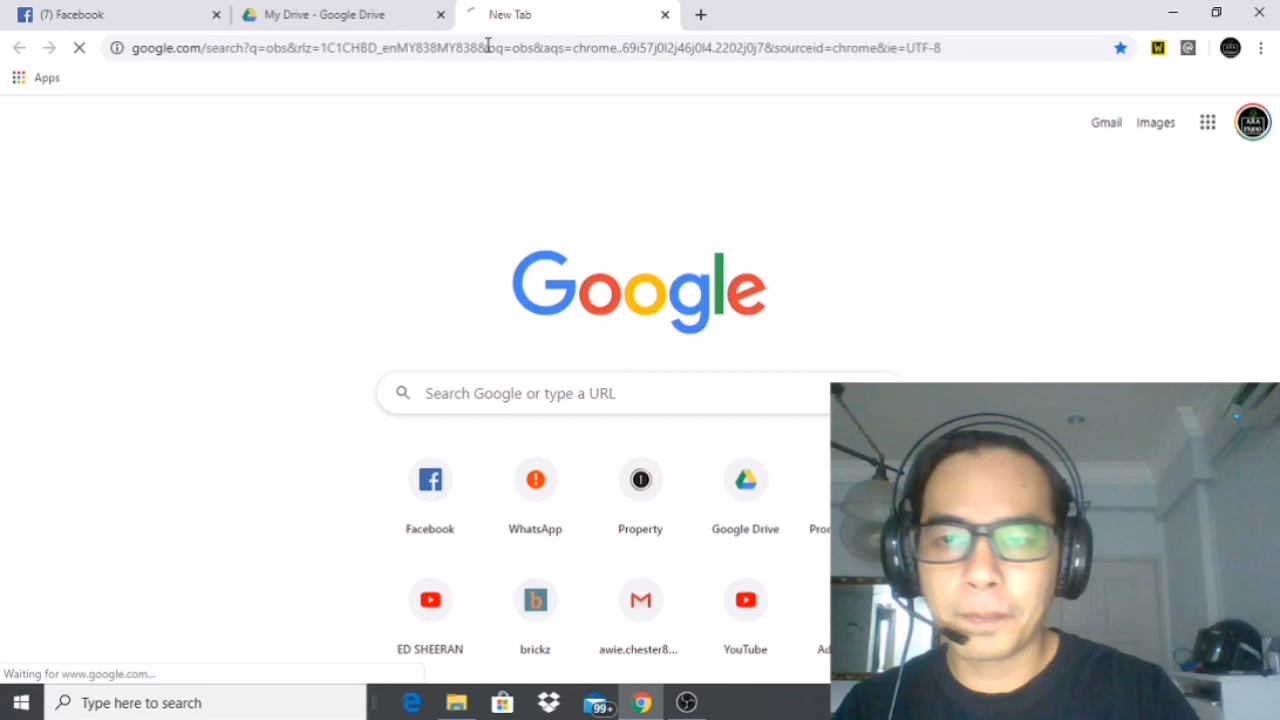 (7) Facebook
My Drive - Google Drive
New Tab
google.com/search?q=obs&rlz=1C1CHBD_enMY838MY838&oq=obs&aqs=chrome..69i57j0l2j46j0l4.2202j0j7&sourceid=chrome&ie=UTF-8
Apps
Gmail Images
Google
Search Google or type a URL
Facebook WhatsApp Property Google Drive
ED SHEERAN brickz awie.chester8... YouTube
Waiting for www.google.com...
Type here to search
99+